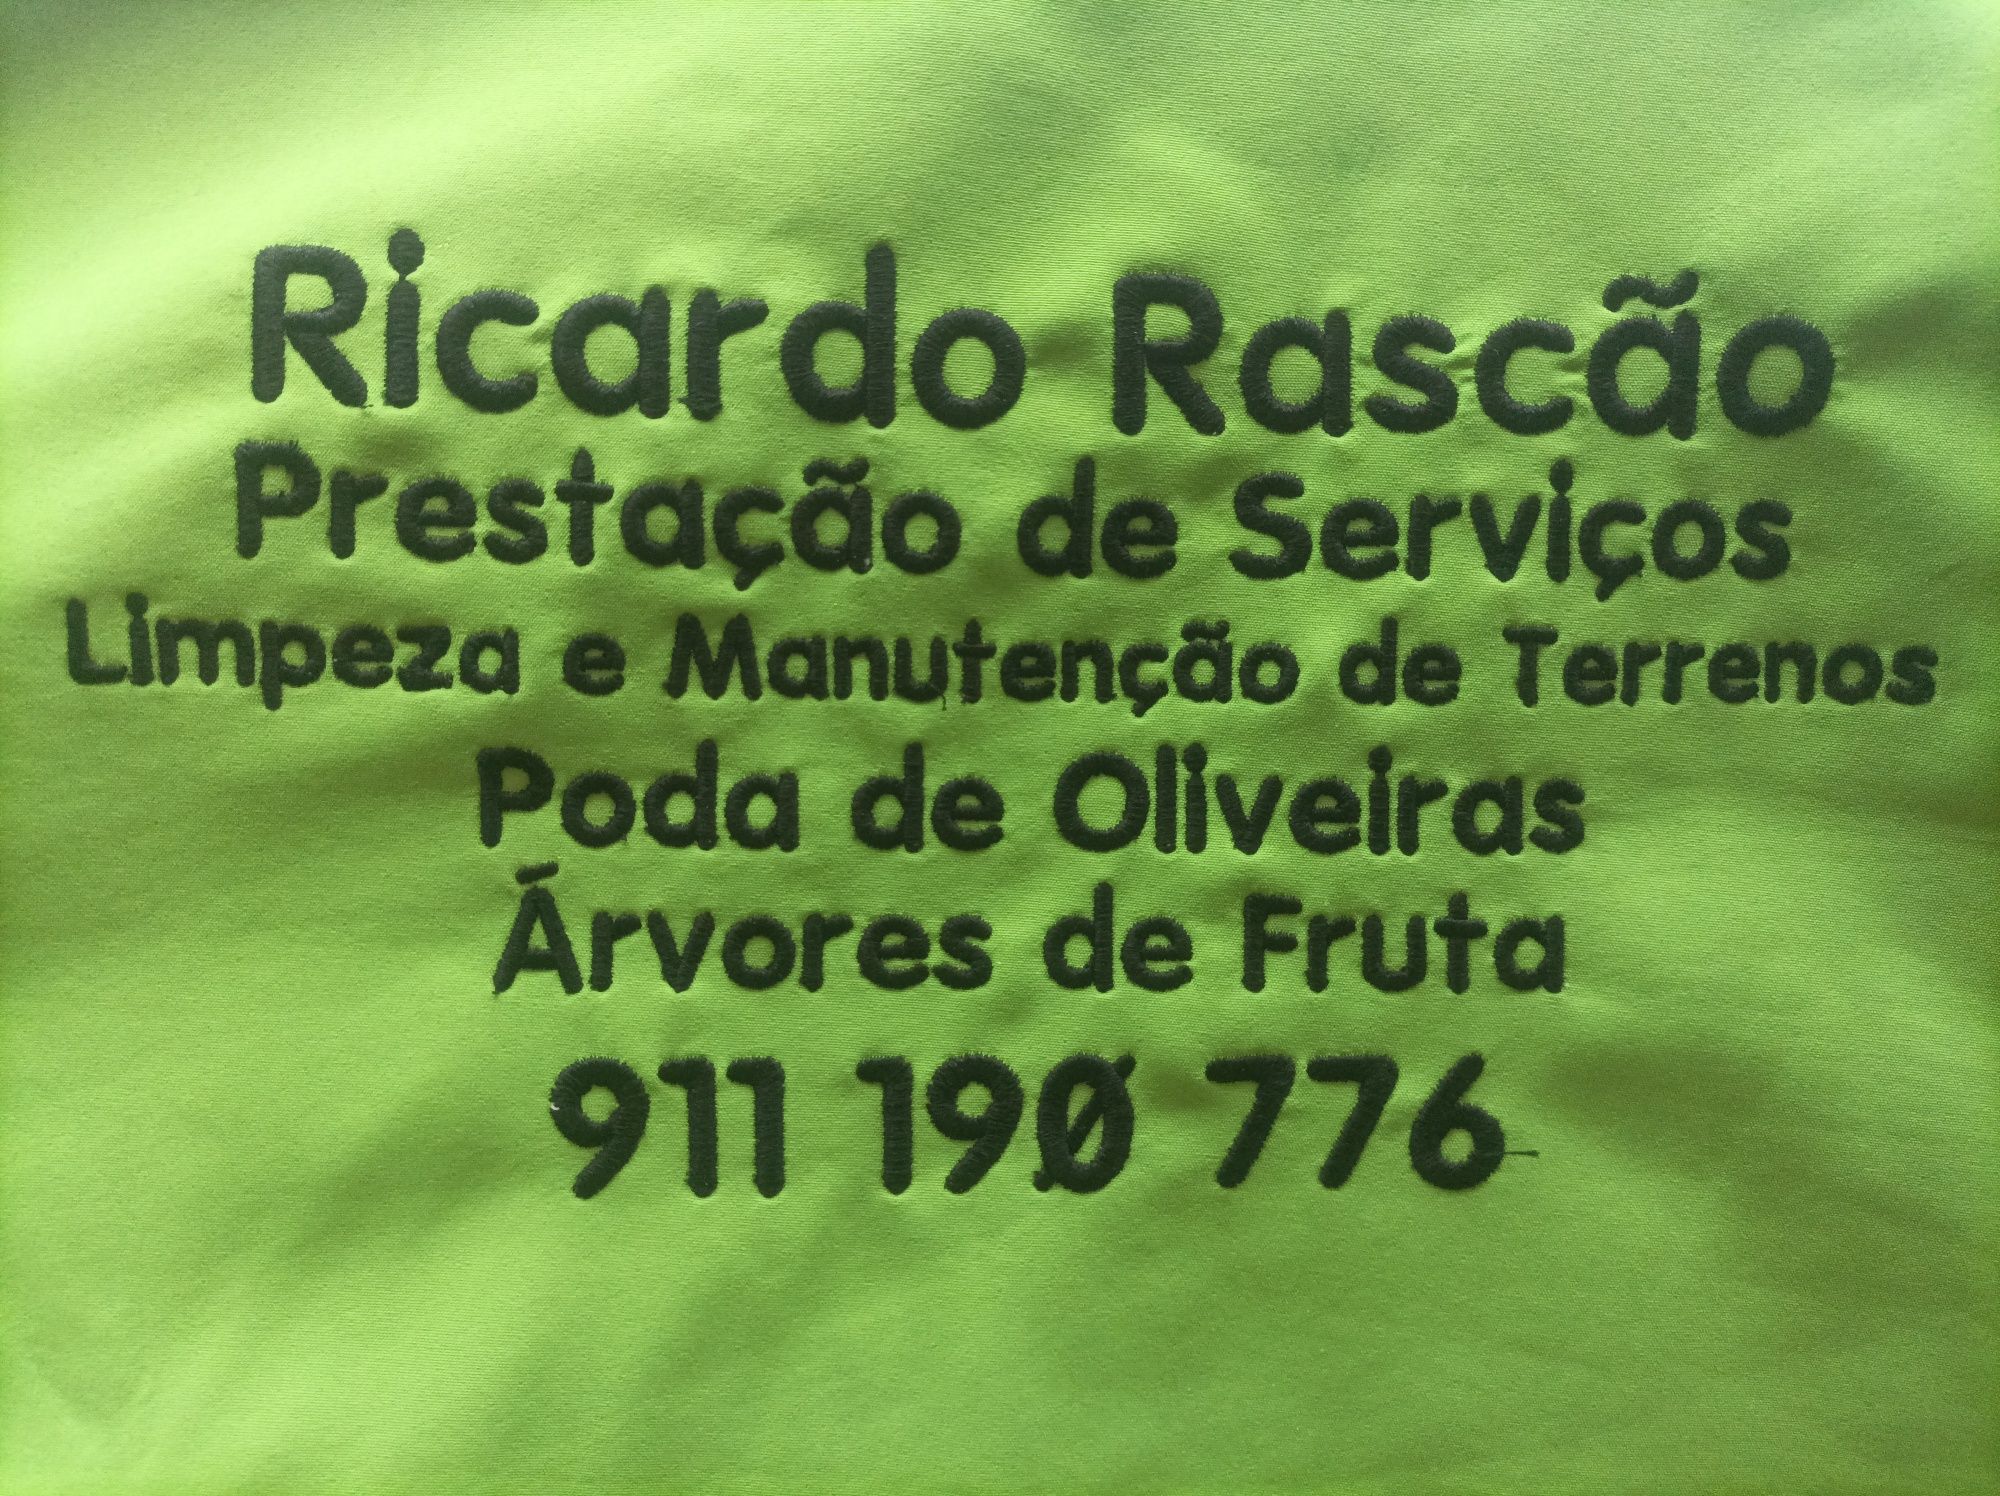 Ricardo Rascão
Prestação de Serviços
Limpeza e Manutenção de Terrenos
Poda de Oliveiras
Árvores de Fruta
911 190 776